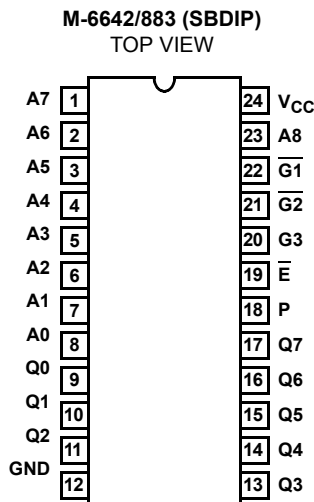 M-6642/883 (SBDIP)
TOP VIEW
A7 1 24 VCC
A6 2 23 A8
A5 3 22 G1
A4 4 21 G2
A3 5 20 G3
A2 6 19 E
A1 7 18 P
A0 8 17 Q7
Q0 9 16 Q6
Q1 10 15 Q5
Q2 11 14 Q4
GND 12 13 Q3